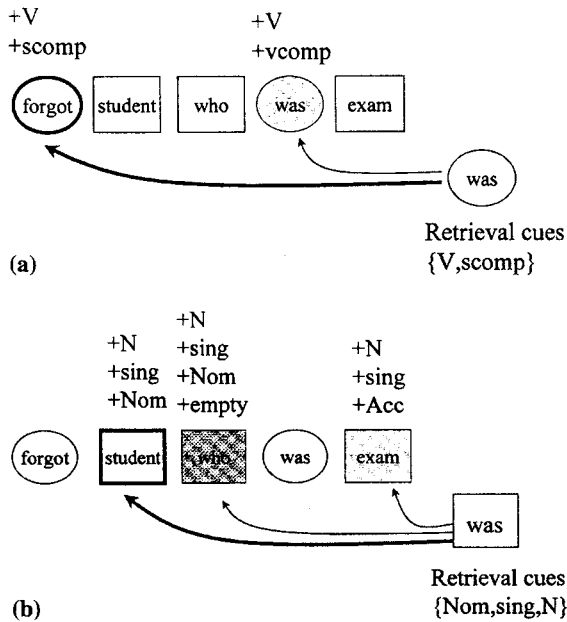 +V +V
+scomp +vcomp
forgot student who was exam
was
Retrieval cues
(a) {V,scomp}
+N
+N +sing +N
+sing +Nom +sing
+Nom +empty +Acc
forgot student who was exam
was
Retrieval cues
(b) {Nom,sing,N}